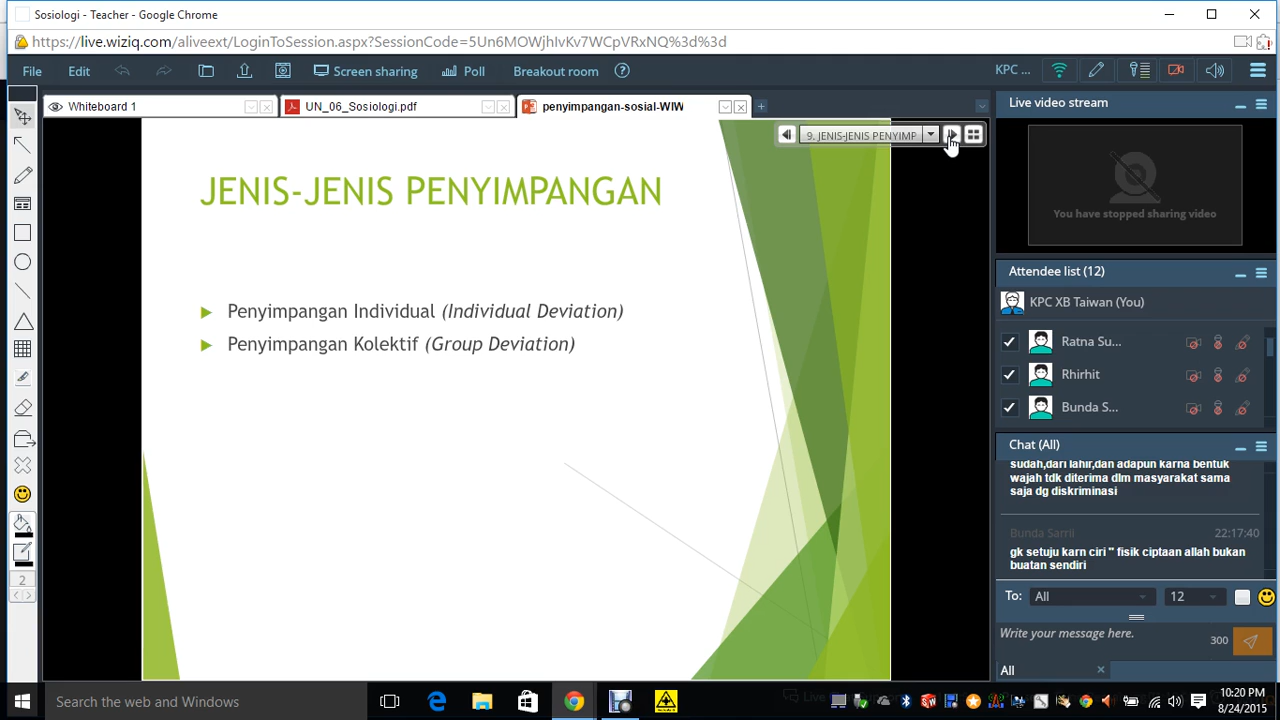 Sosiologi - Teacher - Google Chrome
https://live.wiziq.com/aliveext/LoginToSession.aspx?SessionCode=5Un6MOWjhIvKv7WCpVRxNQ%3d%3d
File Edit Screen sharing Poll Breakout room KPC ...
Whiteboard 1 UN_06_Sosiologi.pdf penyimpangan-sosial-WIW
9. JENIS-JENIS PENYIMP
JENIS-JENIS PENYIMPANGAN
Penyimpangan Individual (Individual Deviation)
Penyimpangan Kolektif (Group Deviation)
2
Live video stream
You have stopped sharing video
Attendee list (12)
KPC XB Taiwan (You)
Ratna Su...
Rhirhit
Bunda S...
Chat (All)
sudah,dari lahir,dan adapun karna bentuk
wajah tdk diterima dlm masyarakat sama
saja dg diskriminasi
Bunda Sarrii 22:17:40
gk setuju karn ciri " fisik ciptaan allah bukan
buatan sendiri
To: All 12
Write your message here. 300
All
Search the web and Windows
10:20 PM
8/24/2015